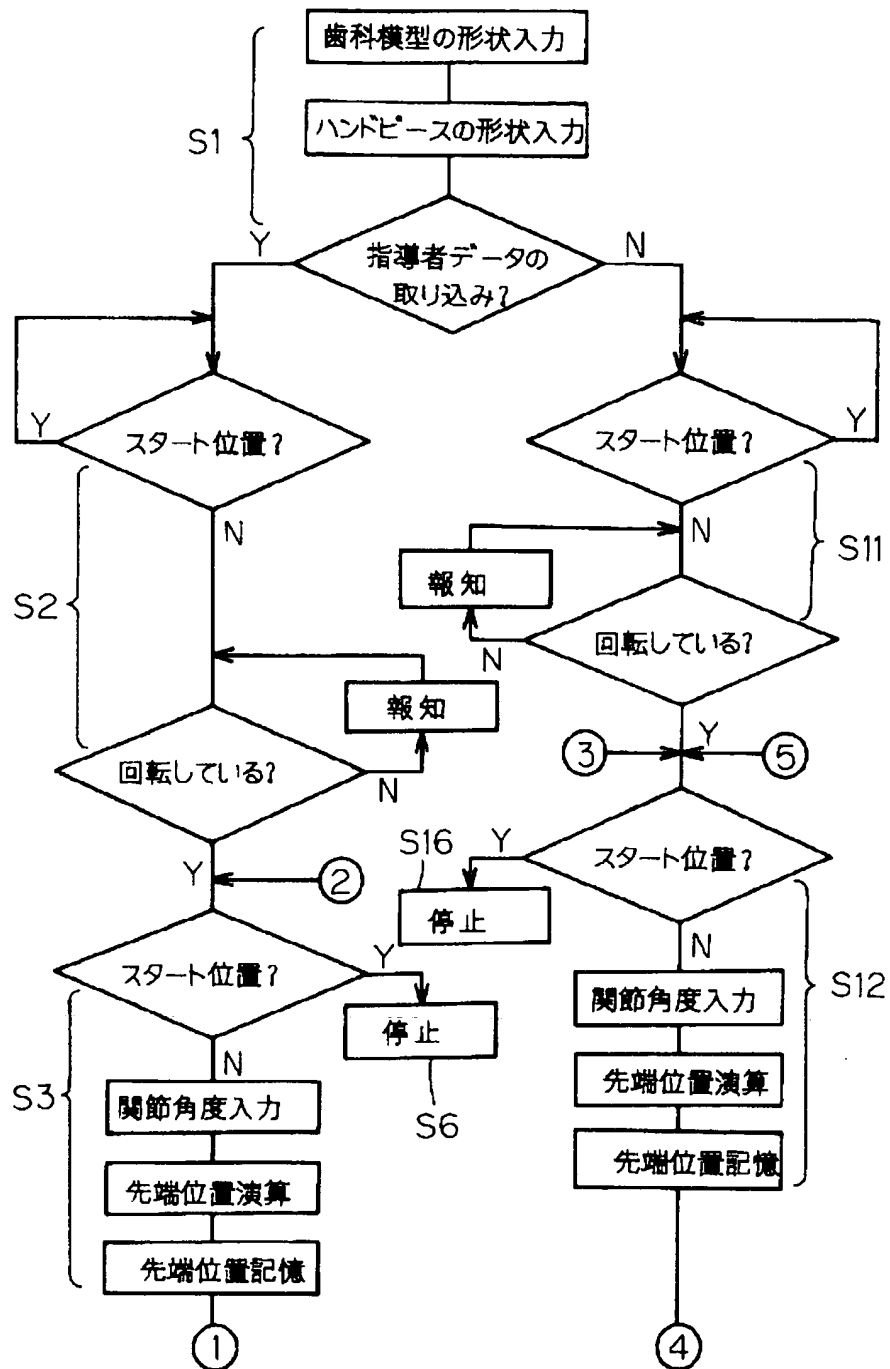 歯科模型の形状入力
ハンドピースの形状入力
S1
Y
N
指導者データの
取り込み?
Y
スタート位置?
スタート位置?
Y
N
N
S11
S2
報知
N
回転している?
報知
回転している?
N
Y
③
⑤
Y
②
S16
Y
スタート位置?
停止
N
スタート位置?
Y
停止
S6
N
S3
関節角度入力
先端位置演算
先端位置記憶
①
関節角度入力
S12
先端位置演算
先端位置記憶
④